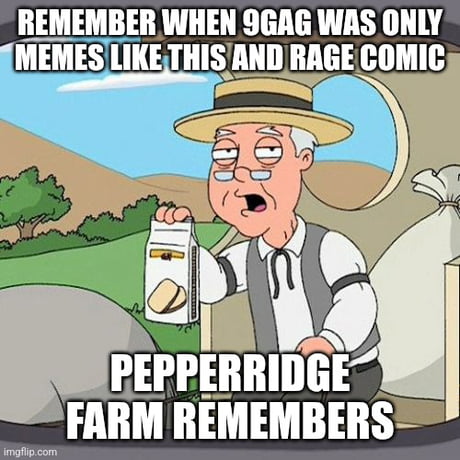 REMEMBER WHEN 9GAG WAS ONLY
MEMES LIKE THIS AND RAGE COMIC
PEPPERRIDGE
FARM REMEMBERS
imgflip.com